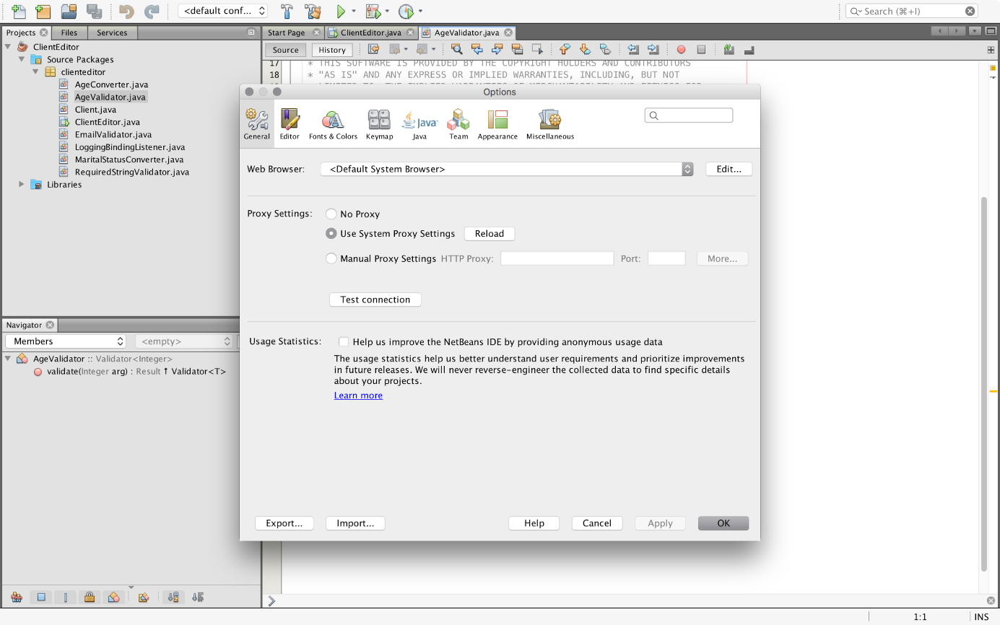 <default conf...
Search (⌘+I)
Projects
Files
Services
Start Page
ClientEditor.java
AgeValidator.java
Source
History
ClientEditor
Source Packages
clienteditor
AgeConverter.java
AgeValidator.java
Client.java
ClientEditor.java
EmailValidator.java
LoggingBindingListener.java
MaritalStatusConverter.java
RequiredStringValidator.java
Libraries
17 * THIS SOFTWARE IS PROVIDED BY THE COPYRIGHT HOLDERS AND CONTRIBUTORS
18 * "AS IS" AND ANY EXPRESS OR IMPLIED WARRANTIES, INCLUDING, BUT NOT
Options
General
Editor
Fonts & Colors
Keymap
Java
Java
Team
Appearance
Miscellaneous
Web Browser:
<Default System Browser>
Edit...
Proxy Settings:
No Proxy
Use System Proxy Settings
Reload
Manual Proxy Settings
HTTP Proxy:
Port:
More...
Test connection
Usage Statistics:
Help us improve the NetBeans IDE by providing anonymous usage data
The usage statistics help us better understand user requirements and prioritize improvements
in future releases. We will never reverse-engineer the collected data to find specific details
about your projects.
Learn more
Export...
Import...
Help
Cancel
Apply
OK
Navigator
Members
<empty>
AgeValidator :: Validator<Integer>
validate(Integer arg) : Result ↑ Validator<T>
1:1
INS